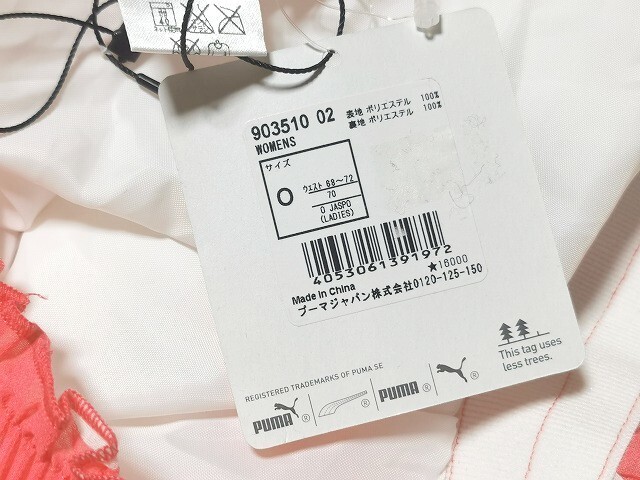 903510 02
WOMENS
表地 ポリエステル 100%
裏地 ポリエステル 100%
サイズ
O
ウエスト 68～72
70
O JASPO
(LADIES)
4053061391972
★16000
Made in China
プーマジャパン株式会社0120-125-150
This tag uses
less trees.
REGISTERED TRADEMARKS OF PUMA SE
PUMA ® ® PUMA ® ®